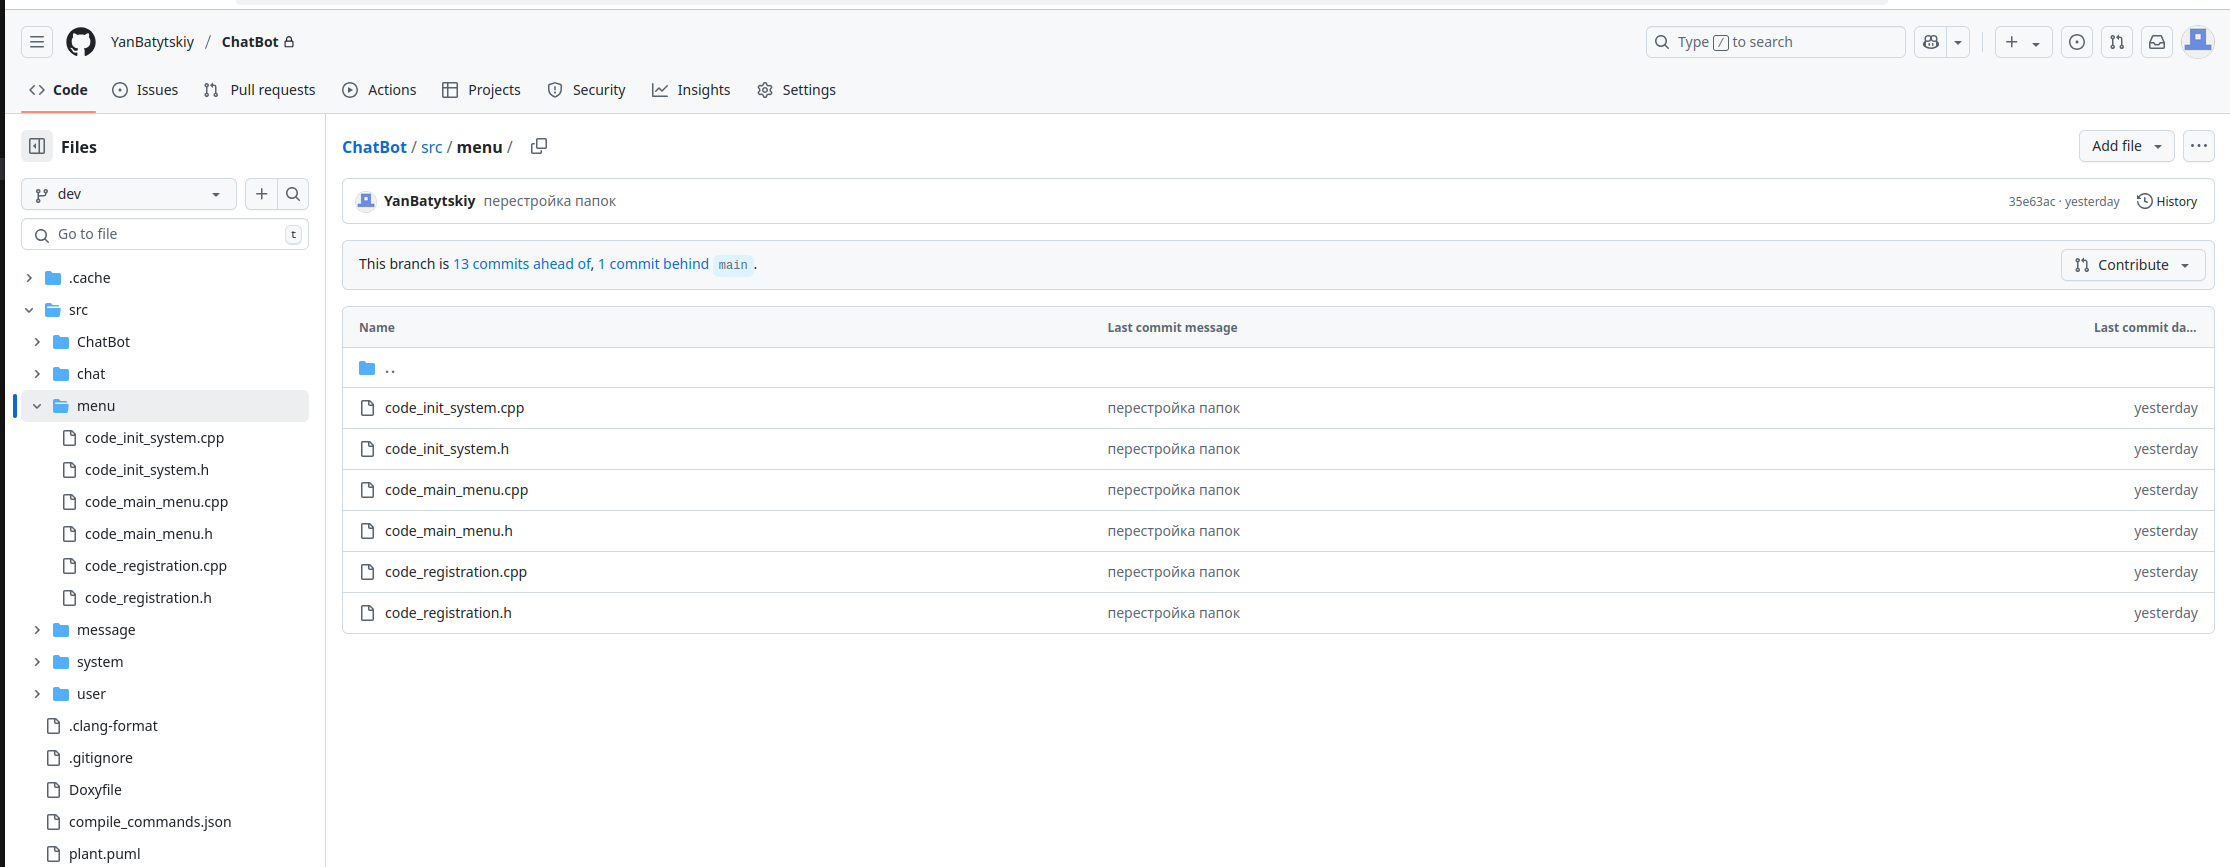 YanBatytskiy / ChatBot
Type / to search
Code Issues Pull requests Actions Projects Security Insights Settings
Files
dev
Go to file t
.cache
src
ChatBot
chat
menu
code_init_system.cpp
code_init_system.h
code_main_menu.cpp
code_main_menu.h
code_registration.cpp
code_registration.h
message
system
user
.clang-format
.gitignore
Doxyfile
compile_commands.json
plant.puml
ChatBot / src / menu /
Add file
YanBatytskiy перестройка папок
35e63ac · yesterday History
This branch is 13 commits ahead of, 1 commit behind main.
Contribute
Name Last commit message Last commit da...
..
code_init_system.cpp перестройка папок yesterday
code_init_system.h перестройка папок yesterday
code_main_menu.cpp перестройка папок yesterday
code_main_menu.h перестройка папок yesterday
code_registration.cpp перестройка папок yesterday
code_registration.h перестройка папок yesterday